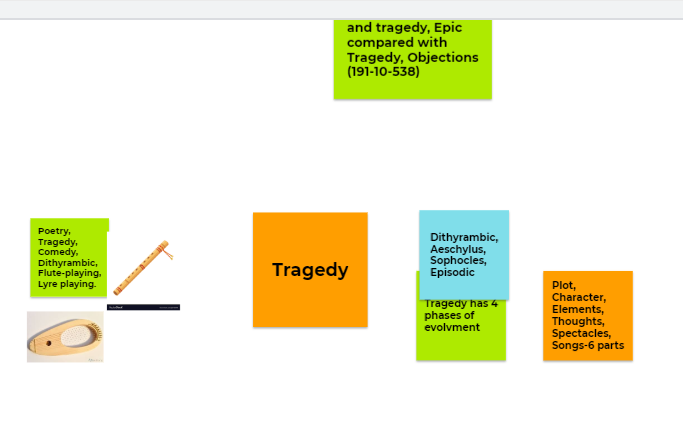 and tragedy, Epic
compared with
Tragedy, Objections
(191-10-538)
Poetry,
Tragedy,
Comedy,
Dithyrambic,
Flute-playing,
Lyre playing.
Tragedy
Dithyrambic,
Aeschylus,
Sophocles,
Episodic
Tragedy has 4
phases of
evolvment
Plot,
Character,
Elements,
Thoughts,
Spectacles,
Songs-6 parts